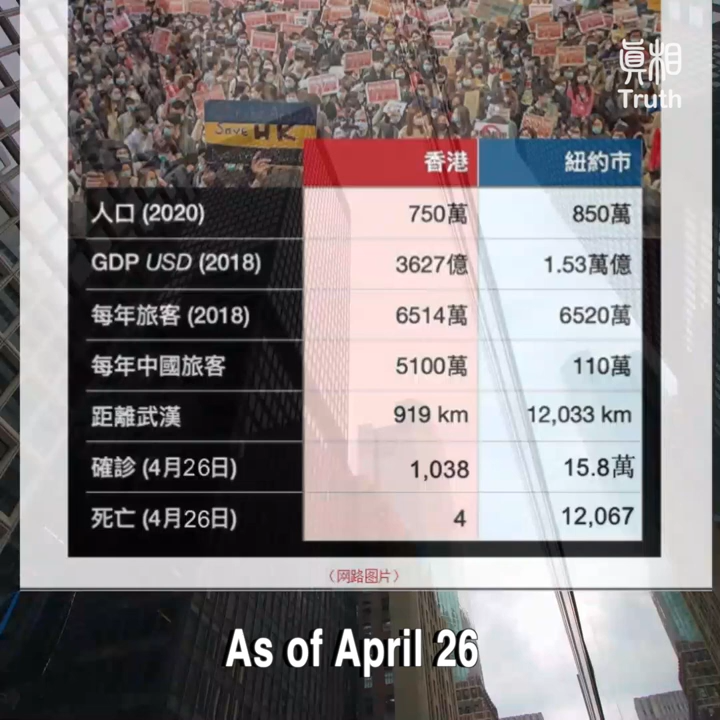 眞相
Truth
SAVE HK
香港 紐約市
人口 (2020) 750萬 850萬
GDP USD (2018) 3627億 1.53萬億
每年旅客 (2018) 6514萬 6520萬
每年中國旅客 5100萬 110萬
距離武漢 919 km 12,033 km
確診 (4月26日) 1,038 15.8萬
死亡 (4月26日) 4 12,067
（网路图片）
As of April 26